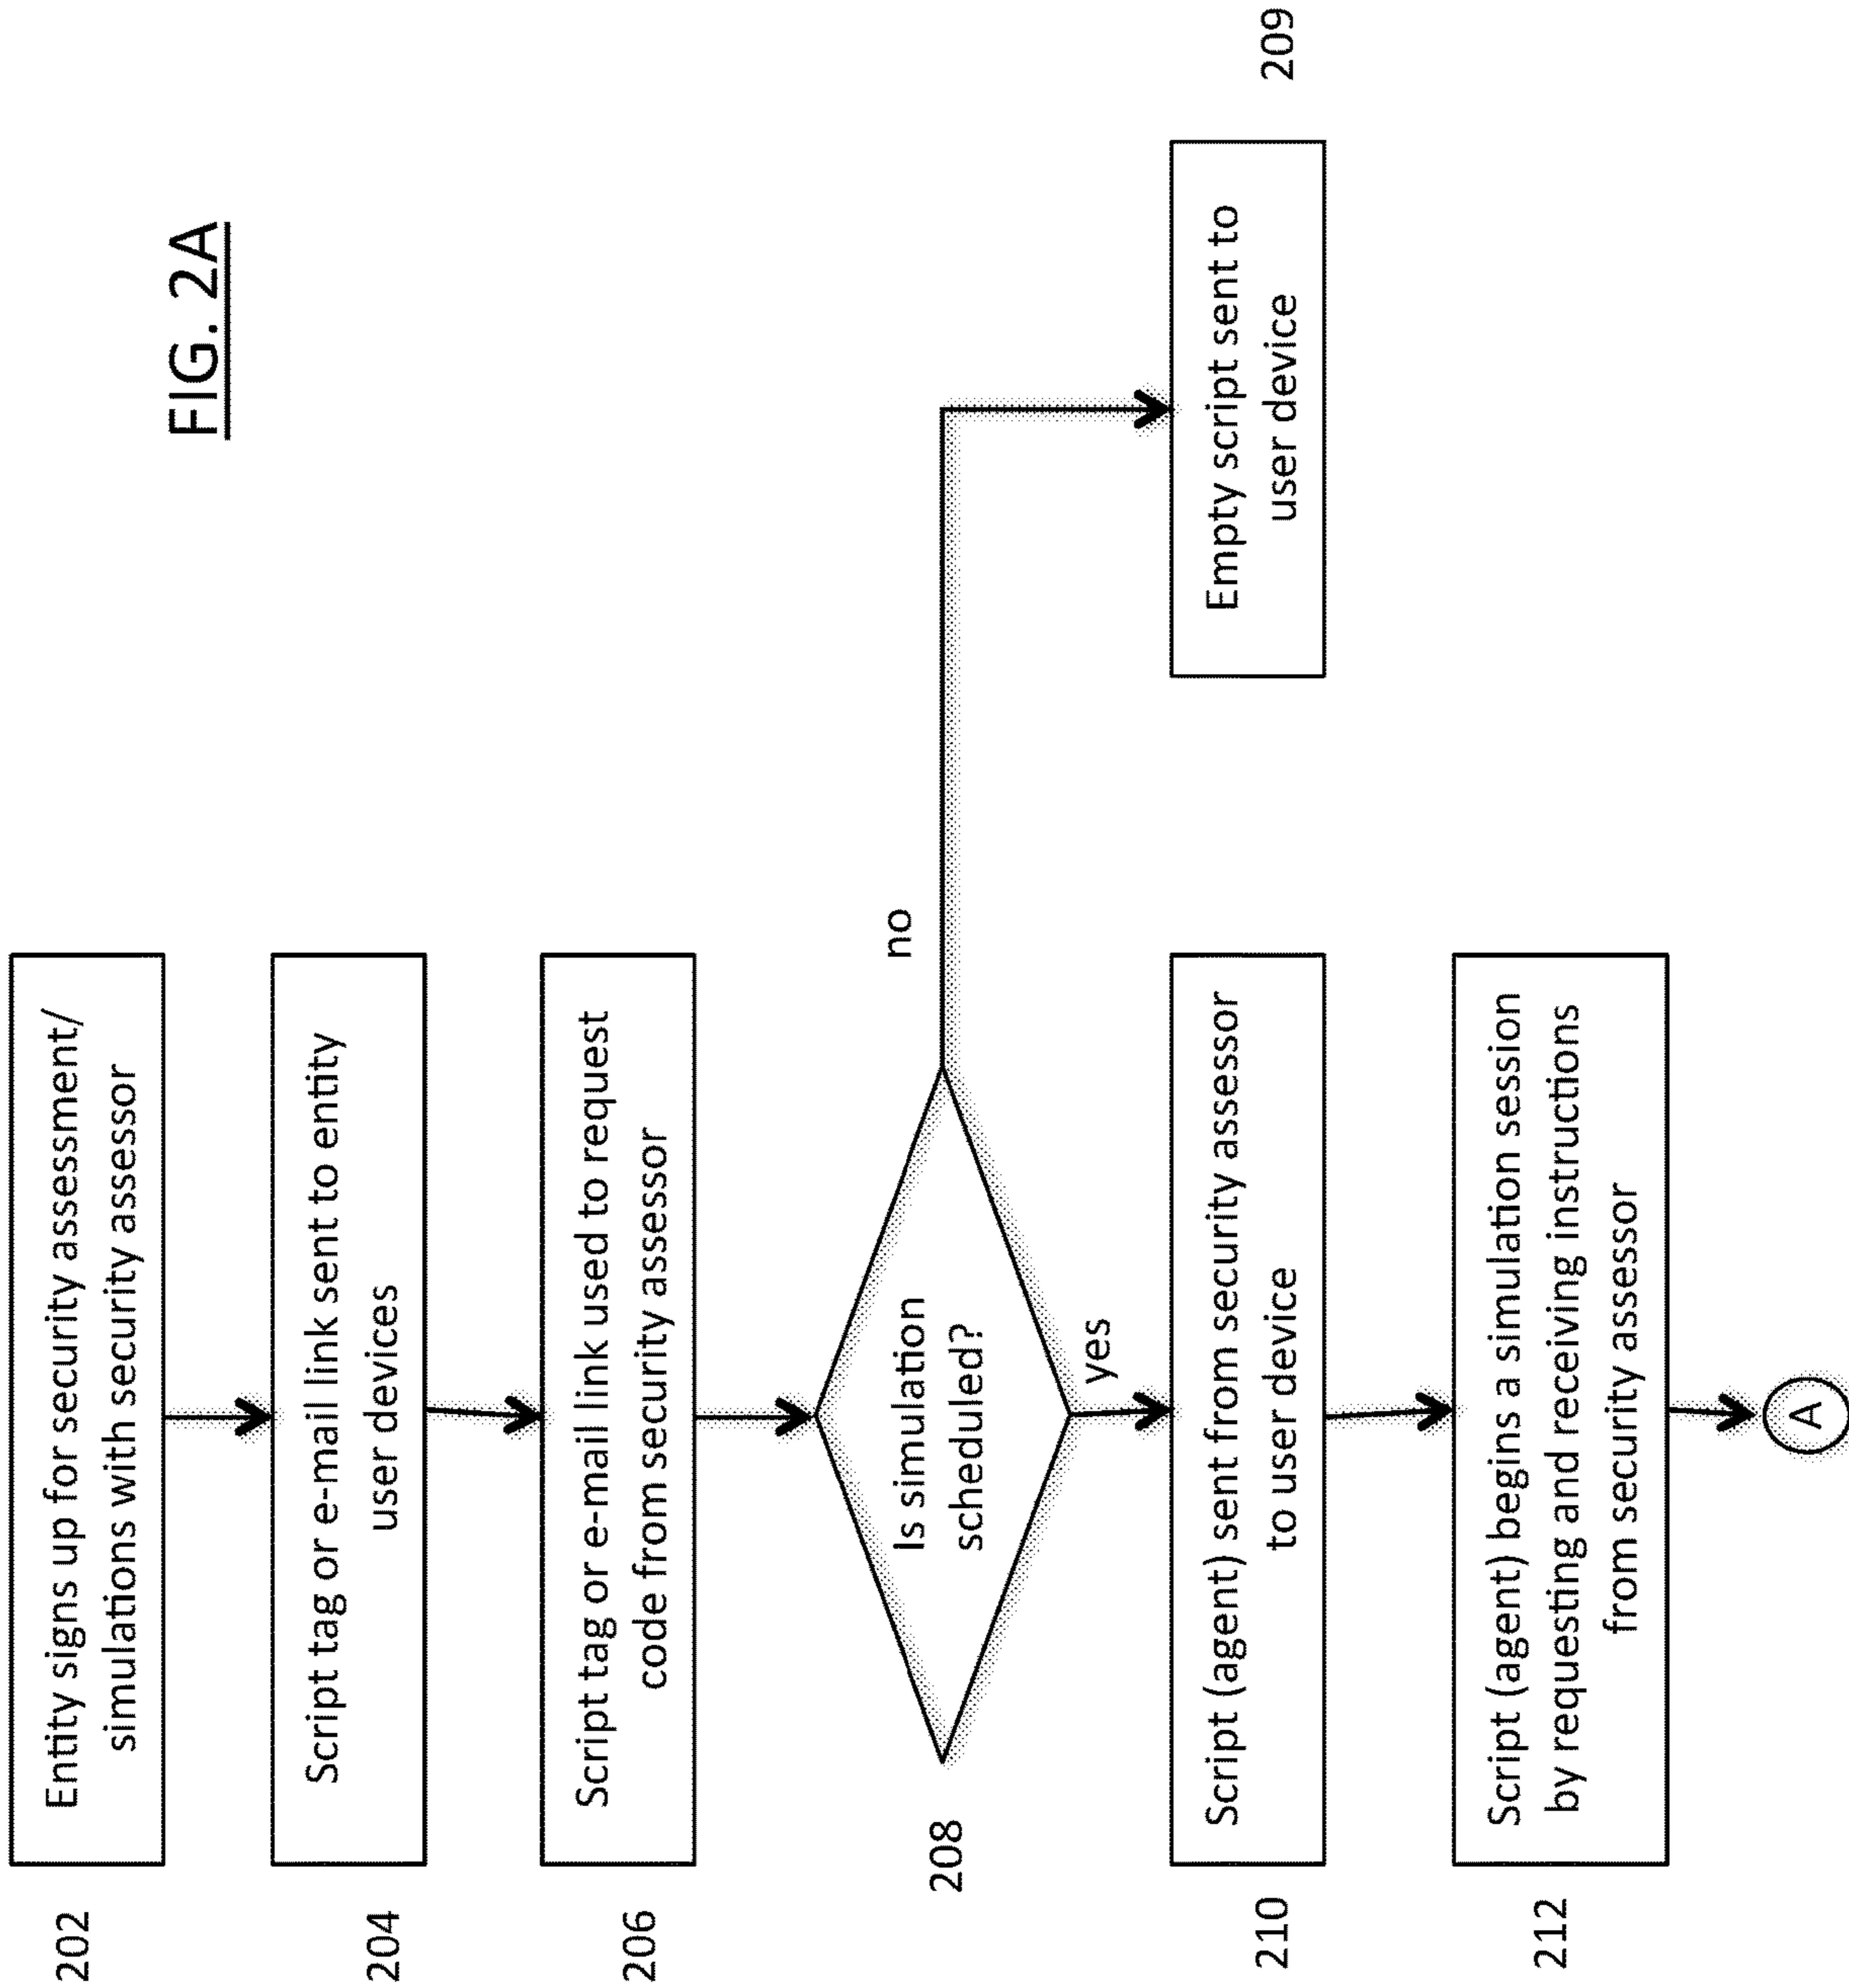 FIG. 2A
202
Entity signs up for security assessment/
simulations with security assessor
204
Script tag or e-mail link sent to entity
user devices
206
Script tag or e-mail link used to request
code from security assessor
208
Is simulation
scheduled?
no
yes
Empty script sent to
user device
209
210
Script (agent) sent from security assessor
to user device
212
Script (agent) begins a simulation session
by requesting and receiving instructions
from security assessor
A